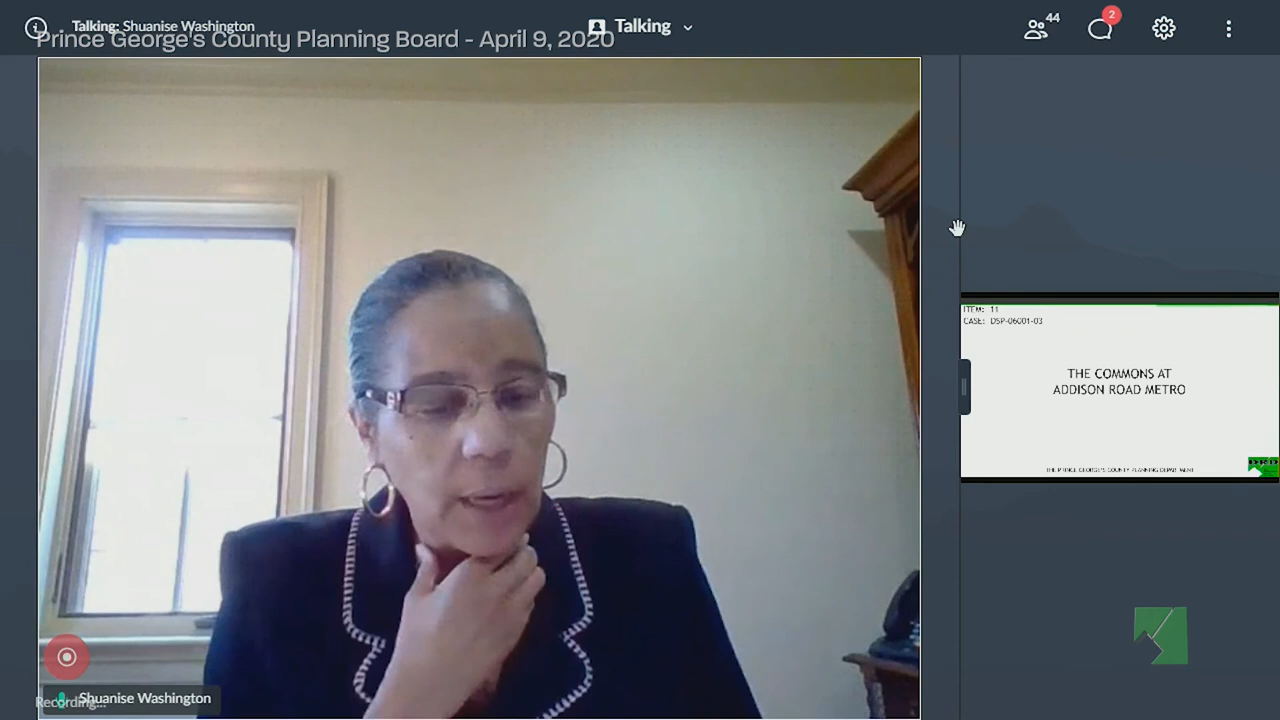 Talking: Shuanise Washington
Talking
44
2
Prince George's County Planning Board - April 9, 2020
ITEM: 11
CASE: DSP-06001-03
THE COMMONS AT
ADDISON ROAD METRO
THE PRINCE GEORGE'S COUNTY PLANNING DEPARTMENT
Shuanise Washington
Recording...